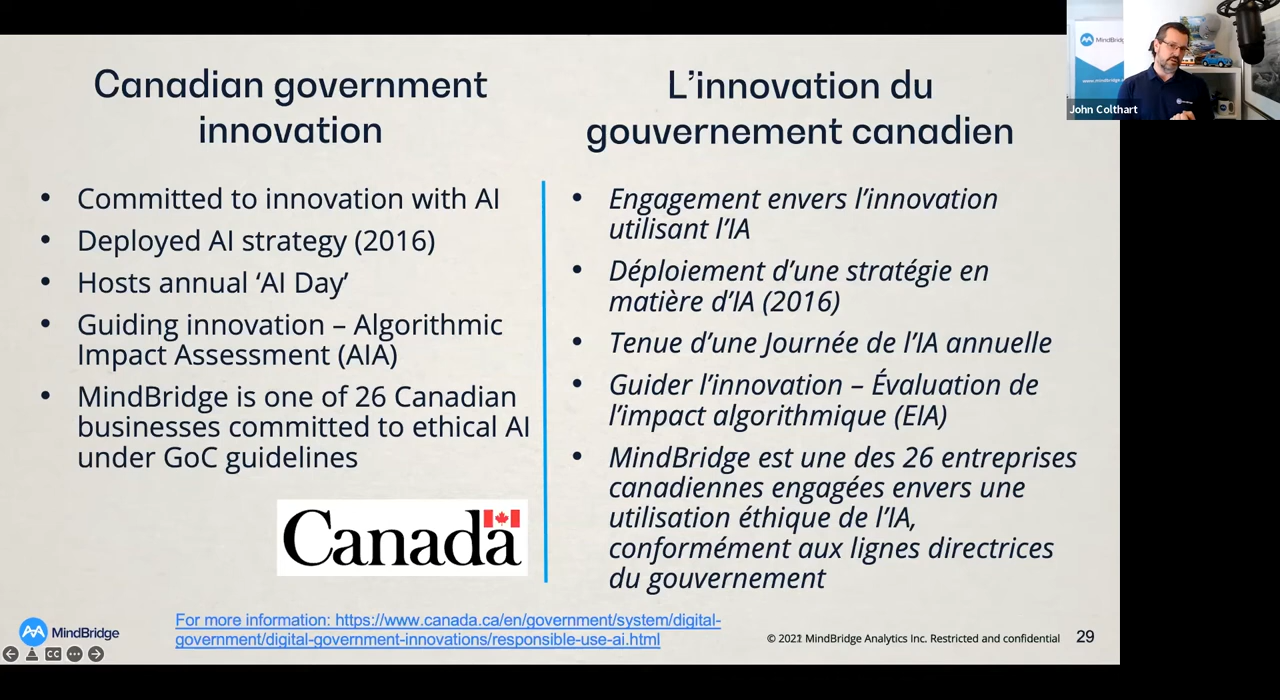 Canadian government
innovation
• Committed to innovation with AI
• Deployed AI strategy (2016)
• Hosts annual ‘AI Day’
• Guiding innovation – Algorithmic
Impact Assessment (AIA)
• MindBridge is one of 26 Canadian
businesses committed to ethical AI
under GoC guidelines
Canada
L’innovation du
gouvernement canadien
• Engagement envers l’innovation
utilisant l’IA
• Déploiement d’une stratégie en
matière d’IA (2016)
• Tenue d’une Journée de l’IA annuelle
• Guider l’innovation – Évaluation de
l’impact algorithmique (EIA)
• MindBridge est une des 26 entreprises
canadiennes engagées envers une
utilisation éthique de l’IA,
conformément aux lignes directrices
du gouvernement
MindBridge
CC
For more information: https://www.canada.ca/en/government/system/digital-
government/digital-government-innovations/responsible-use-ai.html
© 2021 MindBridge Analytics Inc. Restricted and confidential
29
John Colthart